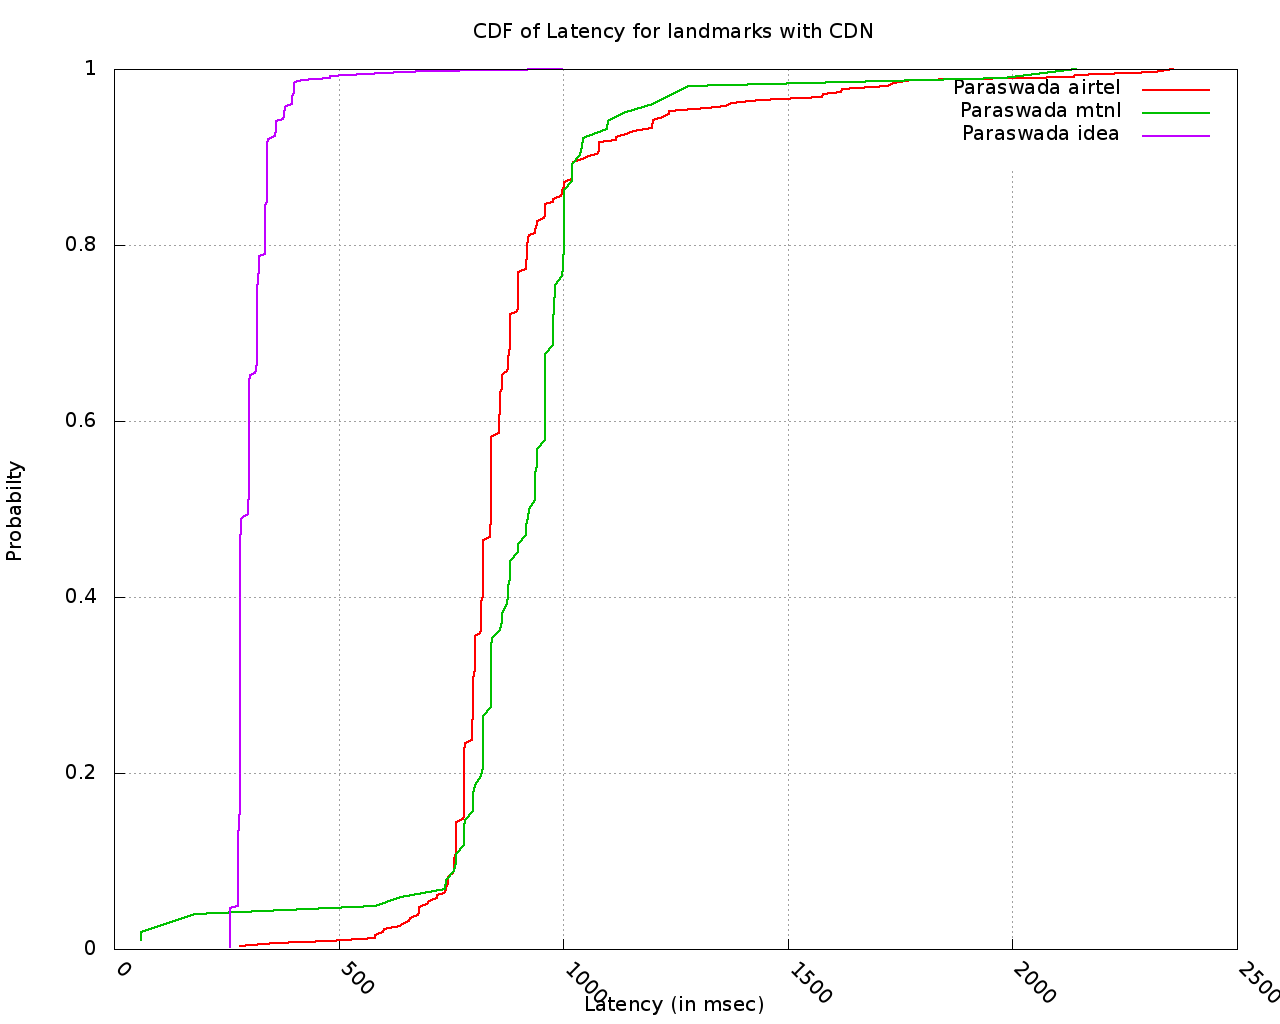 CDF of Latency for landmarks with CDN
Paraswada airtel
Paraswada mtnl
Paraswada idea
1
0.8
0.6
0.4
0.2
0
Probabilty
0 500 1000 1500 2000 2500
Latency (in msec)